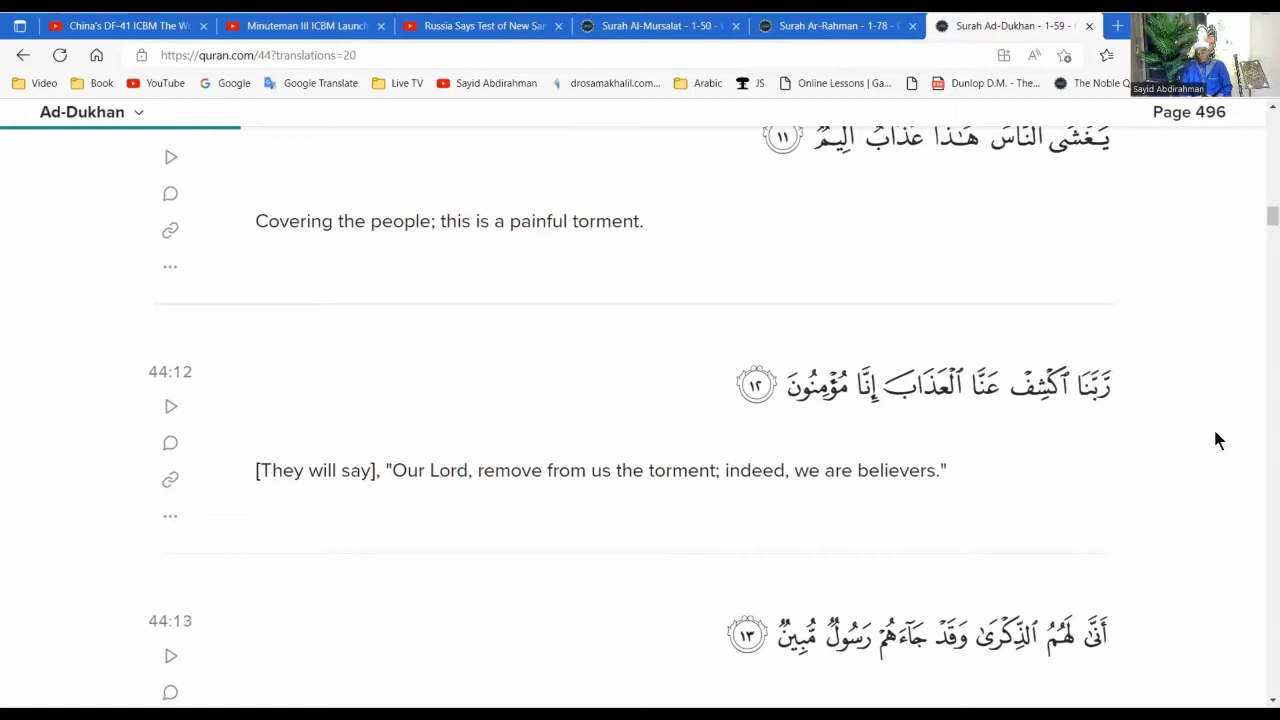 China's DF-41 ICBM The Wo
Minuteman III ICBM Launch
Russia Says Test of New Sar
Surah Al-Mursalat - 1-50 -
Surah Ar-Rahman - 1-78 -
Surah Ad-Dukhan - 1-59 -
https://quran.com/44?translations=20
Video
Book
YouTube
Google
Google Translate
Live TV
Sayid Abdirahman
drosamakhalil.com...
Arabic
JS
Online Lessons | Ga...
Dunlop D.M. - The...
The Noble Q
Sayid Abdirahman
Ad-Dukhan
Page 496
يَغْشَى ٱلنَّاسَ ۖ هَـٰذَا عَذَابٌ أَلِيمٌۭ ١١
Covering the people; this is a painful torment.
44:12
رَّبَّنَا ٱكْشِفْ عَنَّا ٱلْعَذَابَ إِنَّا مُؤْمِنُونَ ١٢
[They will say], "Our Lord, remove from us the torment; indeed, we are believers."
44:13
أَنَّىٰ لَهُمُ ٱلذِّكْرَىٰ وَقَدْ جَآءَهُمْ رَسُولٌۭ مُّبِينٌۭ ١٣